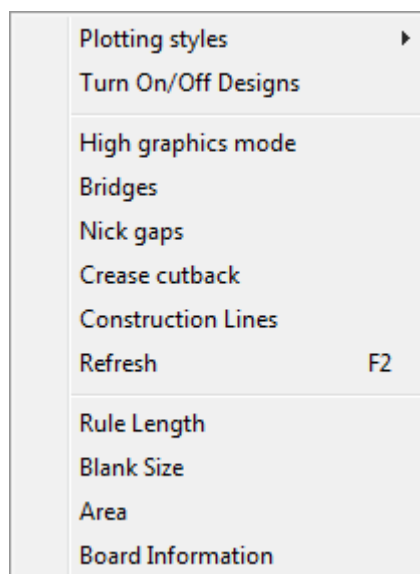 Plotting styles
Turn On/Off Designs
High graphics mode
Bridges
Nick gaps
Crease cutback
Construction Lines
Refresh F2
Rule Length
Blank Size
Area
Board Information